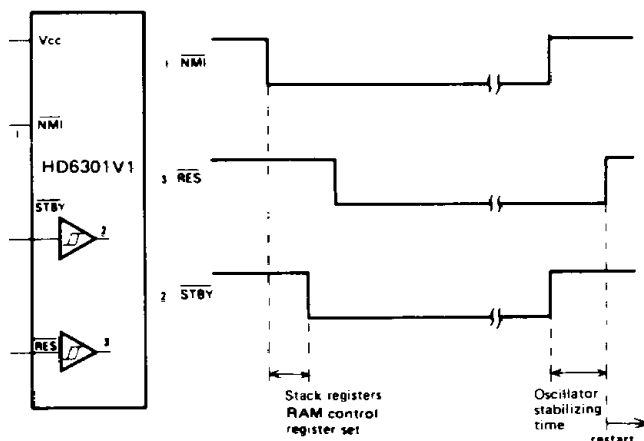 Vcc
NMI
1
HD6301V1
STBY
2
RES
3
1 NMI
3 RES
2 STBY
Stack registers
RAM control
register set
Oscillator
stabilizing
time
restart